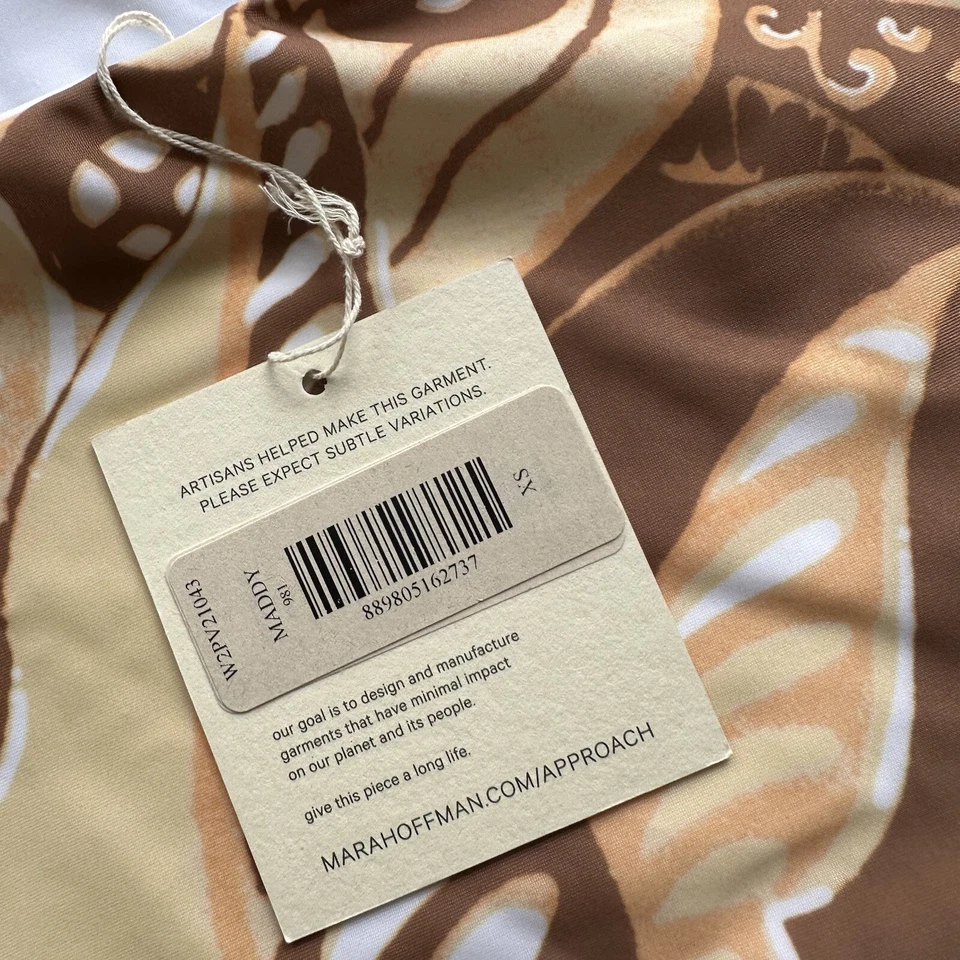 ARTISANS HELPED MAKE THIS GARMENT.
PLEASE EXPECT SUBTLE VARIATIONS.
W2PV21043
MADDY
981
889805162737
XS
our goal is to design and manufacture
garments that have minimal impact
on our planet and its people.
give this piece a long life.
MARAHOFFMAN.COM/APPROACH